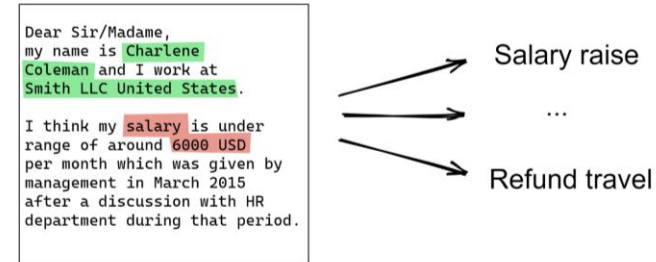 Dear Sir/Madame,
my name is Charlene
Coleman and I work at
Smith LLC United States.
I think my salary is under
range of around 6000 USD
per month which was given by
management in March 2015
after a discussion with HR
department during that period.
Salary raise
...
Refund travel